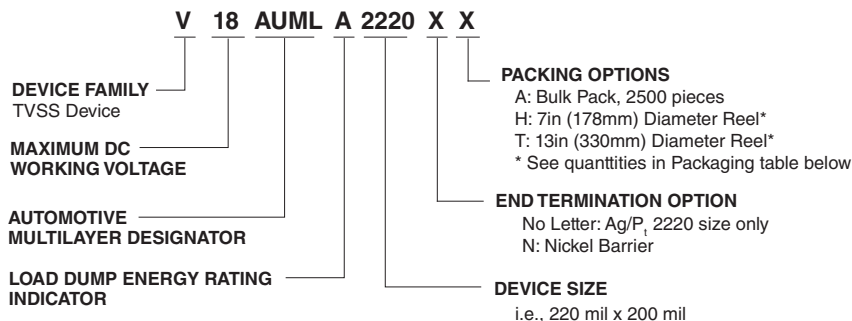 V 18 AUML A 2220 X X
DEVICE FAMILY
TVSS Device
MAXIMUM DC
WORKING VOLTAGE
AUTOMOTIVE
MULTILAYER DESIGNATOR
LOAD DUMP ENERGY RATING
INDICATOR
PACKING OPTIONS
A: Bulk Pack, 2500 pieces
H: 7in (178mm) Diameter Reel*
T: 13in (330mm) Diameter Reel*
* See quanttities in Packaging table below
END TERMINATION OPTION
No Letter: Ag/Pt 2220 size only
N: Nickel Barrier
DEVICE SIZE
i.e., 220 mil x 200 mil